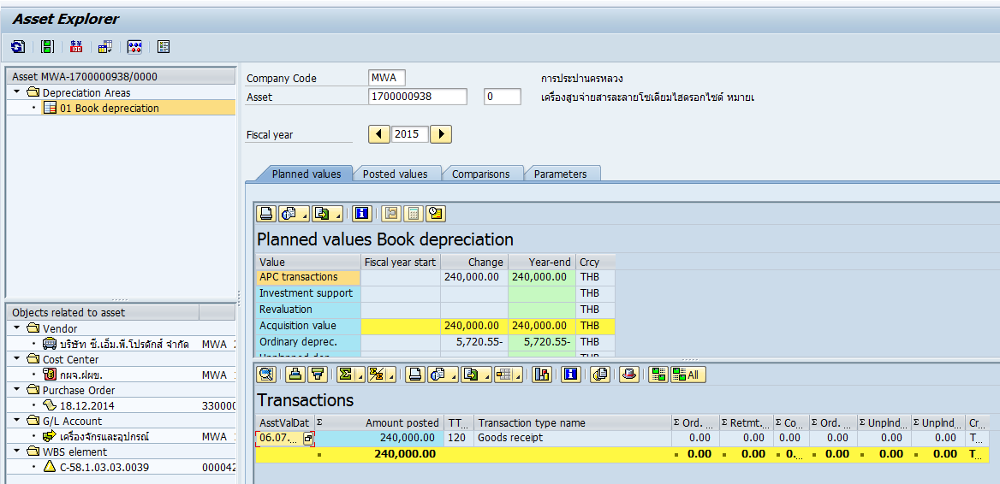 Asset Explorer
Asset MWA-1700000938/0000
Depreciation Areas
01 Book depreciation
Company Code MWA การประปานครหลวง
Asset 1700000938 0 เครื่องสูบจ่ายสารละลายโซเดียมไฮดรอกไซด์ หมายเ
Fiscal year 2015
Planned values Posted values Comparisons Parameters
Planned values Book depreciation
Value Fiscal year start Change Year-end Crcy
APC transactions 240,000.00 240,000.00 THB
Investment support THB
Revaluation THB
Acquisition value 240,000.00 240,000.00 THB
Ordinary deprec. 5,720.55- 5,720.55- THB
Objects related to asset
Vendor
บริษัท ซี.เอ็ม.พี.โปรดักส์ จำกัด MWA
Cost Center
กผจ.ฝผข. MWA
Purchase Order
18.12.2014 330000
G/L Account
เครื่องจักรและอุปกรณ์ MWA
WBS element
C-58.1.03.03.0039 000042
All
Transactions
AsstValDat Σ Amount posted TT... Transaction type name Σ Ord. ... Σ Retmt.... Σ Co... Σ Ord. ... Σ Unplnd... Σ Unplnd... Cr...
06.07.... 240,000.00 120 Goods receipt 0.00 0.00 0.00 0.00 0.00 0.00 T...
240,000.00 0.00 0.00 0... 0.00 0.00 0.00 T...